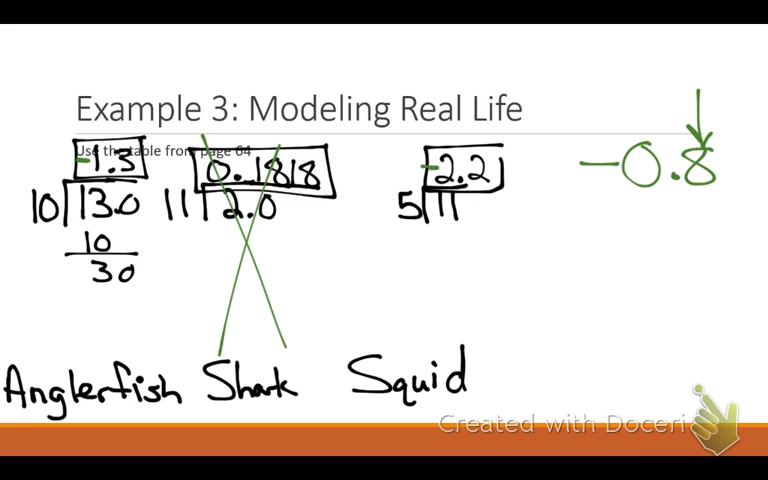 Example 3: Modeling Real Life
Use the table from page 64
-1.3
10 13.0
10
30
0.1818
11 2.0
-2.2
5 11
-0.8
Anglerfish Shark Squid
Created with Doceri